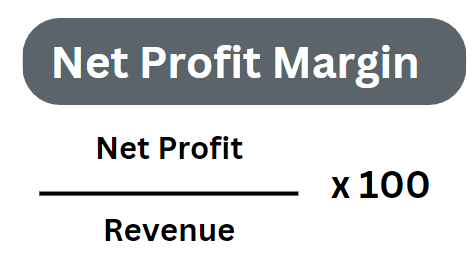 Net Profit Margin
Net Profit
x 100
Revenue